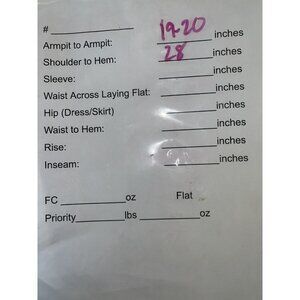 #
Armpit to Armpit: 19-20 inches
Shoulder to Hem: 28 inches
Sleeve: inches
Waist Across Laying Flat: inches
Hip (Dress/Skirt) inches
Waist to Hem: inches
Rise: inches
Inseam: inches
FC oz Flat
Priority lbs oz